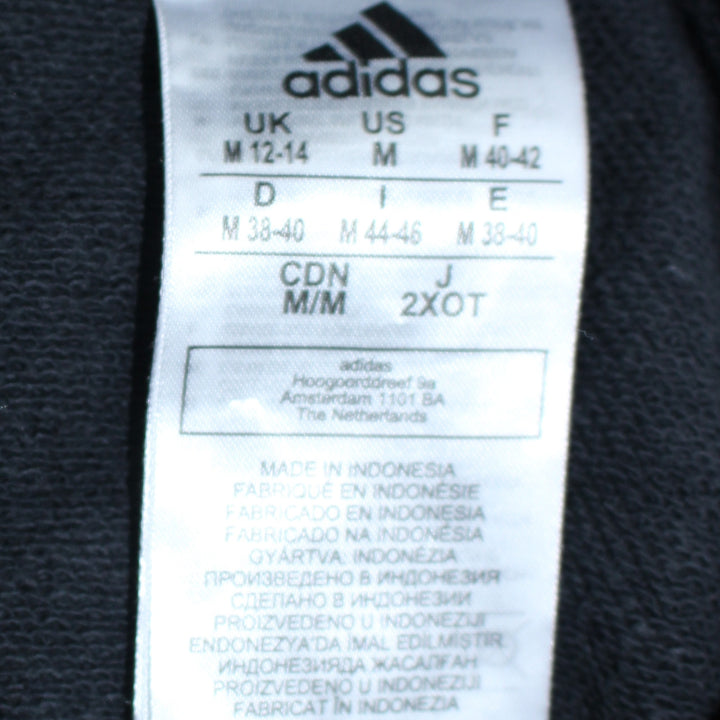 adidas
UK US F
M 12-14 M M 40-42
D I E
M 38-40 M 44-46 M 38-40
CDN J
M/M 2XOT
adidas
Hoogoorddreef 9a
Amsterdam 1101 BA
The Netherlands
MADE IN INDONESIA
FABRIQUÉ EN INDONÉSIE
FABRICADO EN INDONESIA
FABRICADO NA INDONÉSIA
GYÁRTVA: INDONÉZIA
ПРОИЗВЕДЕНО В ИНДОНЕЗИЯ
СДЕЛАНО В ИНДОНЕЗИИ
PROIZVEDENO U INDONEZIJI
ENDONEZYA'DA İMAL EDİLMİŞTİR
ИНДОНЕЗИЯДА ЖАСАЛҒАН
PROIZVEDENO U INDONEZIJI
FABRICAT ÎN INDONEZIA